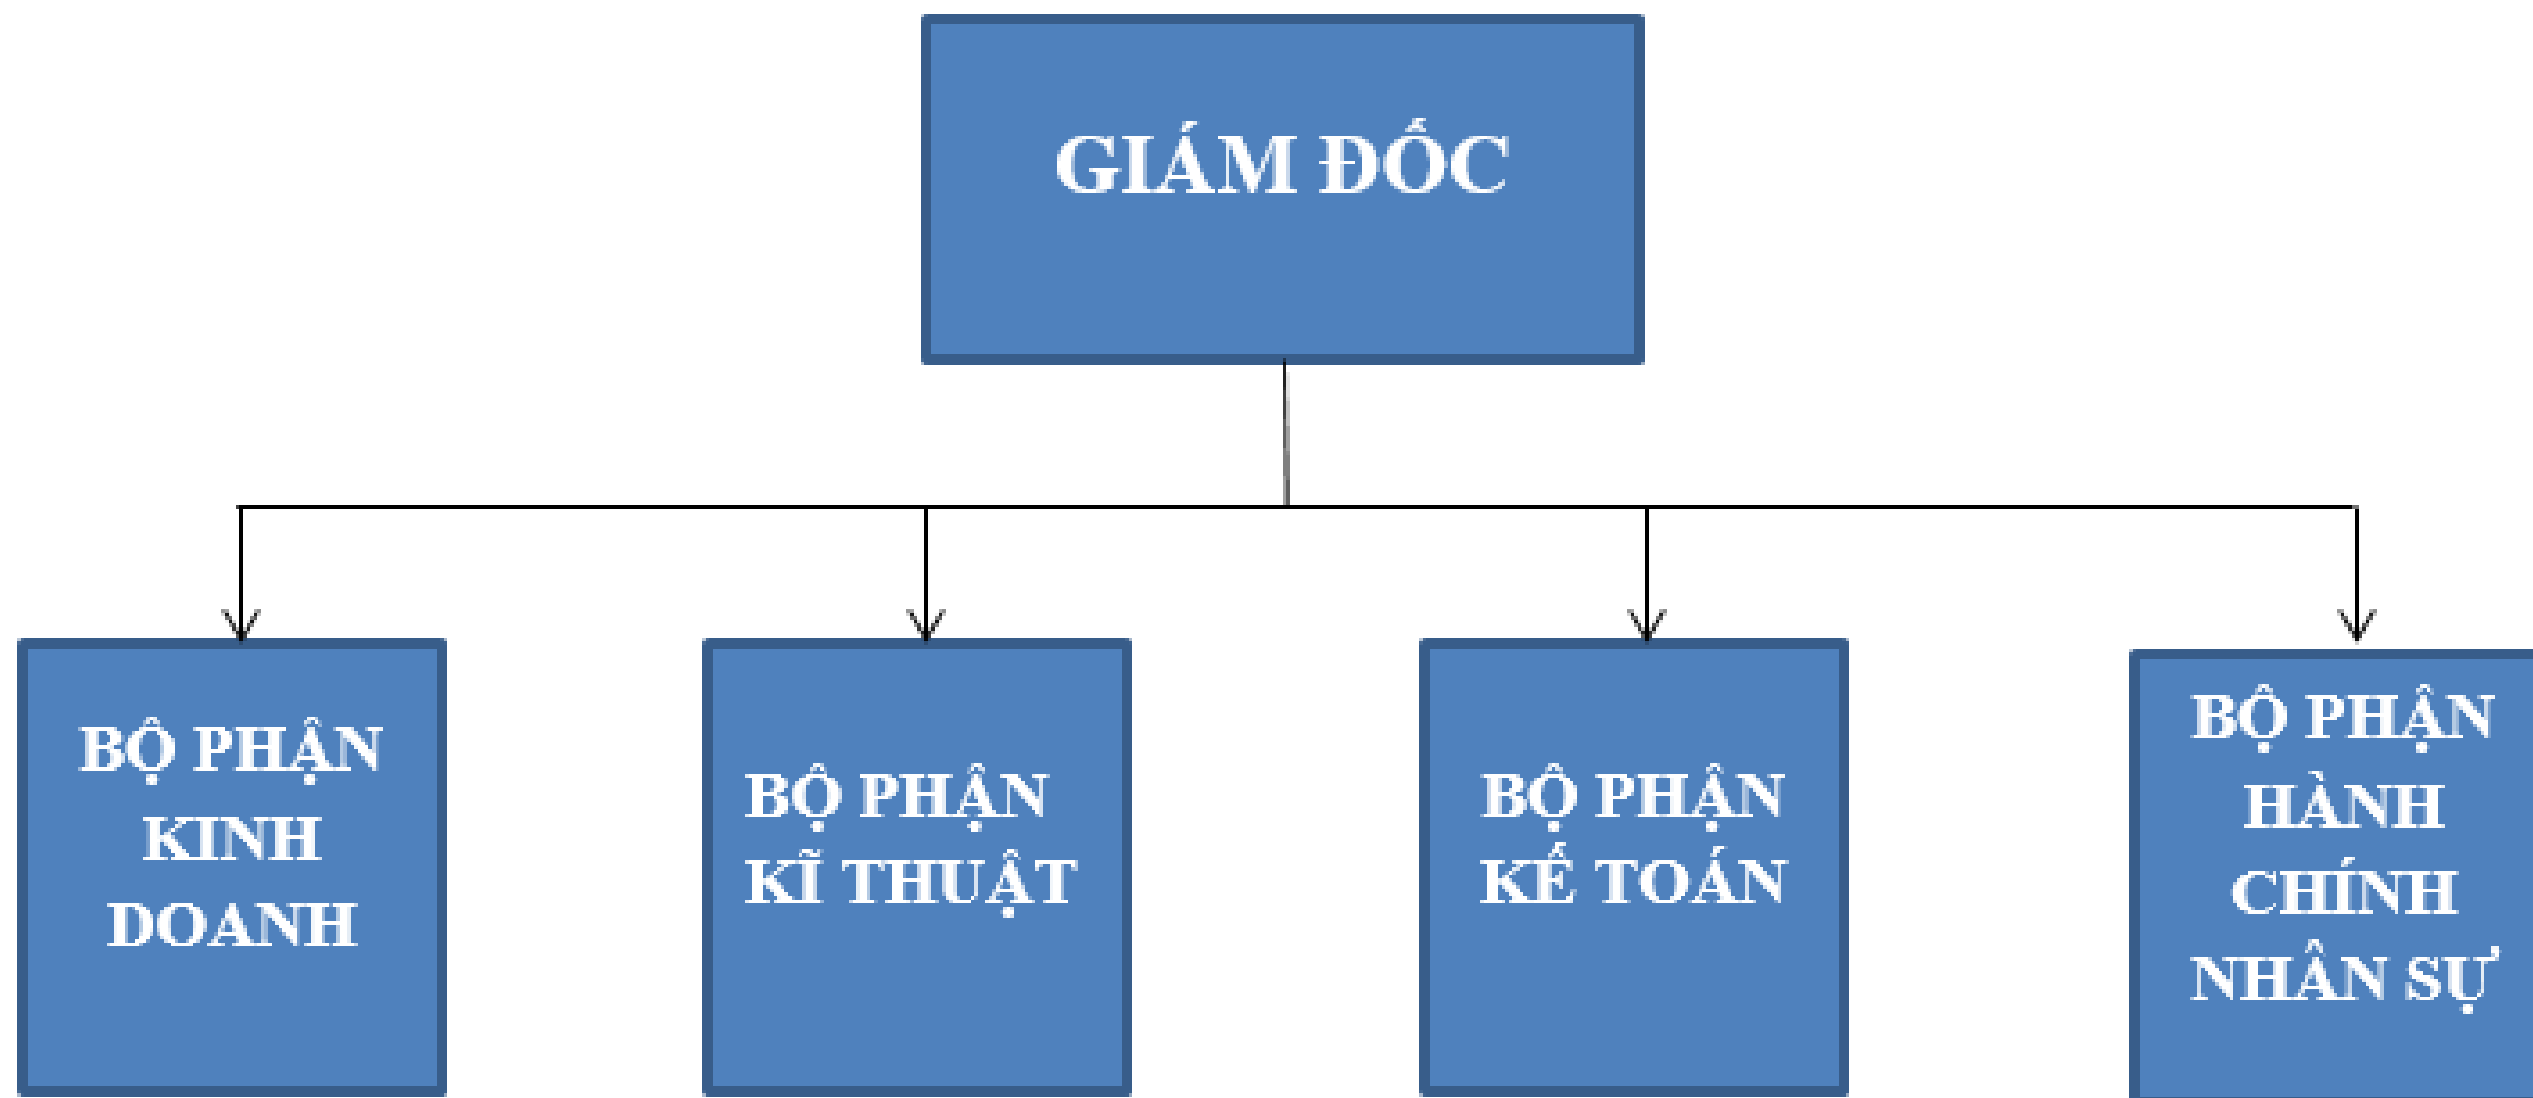 GIÁM ĐỐC
BỘ PHẬN
KINH
DOANH
BỘ PHẬN
KĨ THUẬT
BỘ PHẬN
KẾ TOÁN
BỘ PHẬN
HÀNH
CHÍNH
NHÂN SỰ